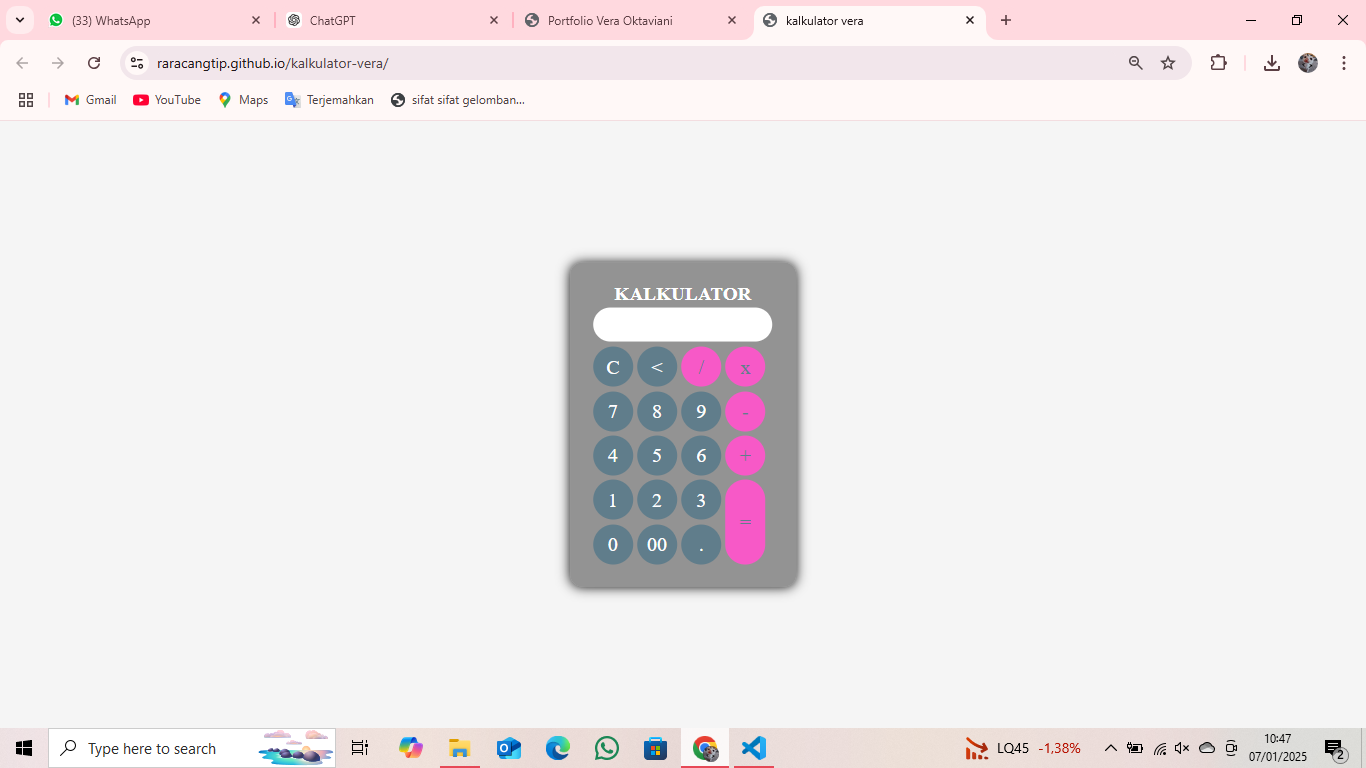 (33) WhatsApp
ChatGPT
Portfolio Vera Oktaviani
kalkulator vera
raracangtip.github.io/kalkulator-vera/
Gmail
YouTube
Maps
Terjemahkan
sifat sifat gelomban...
KALKULATOR
C < / x
7 8 9 -
4 5 6 +
1 2 3
=
0 00 .
Type here to search
LQ45 -1,38%
10:47
07/01/2025
2